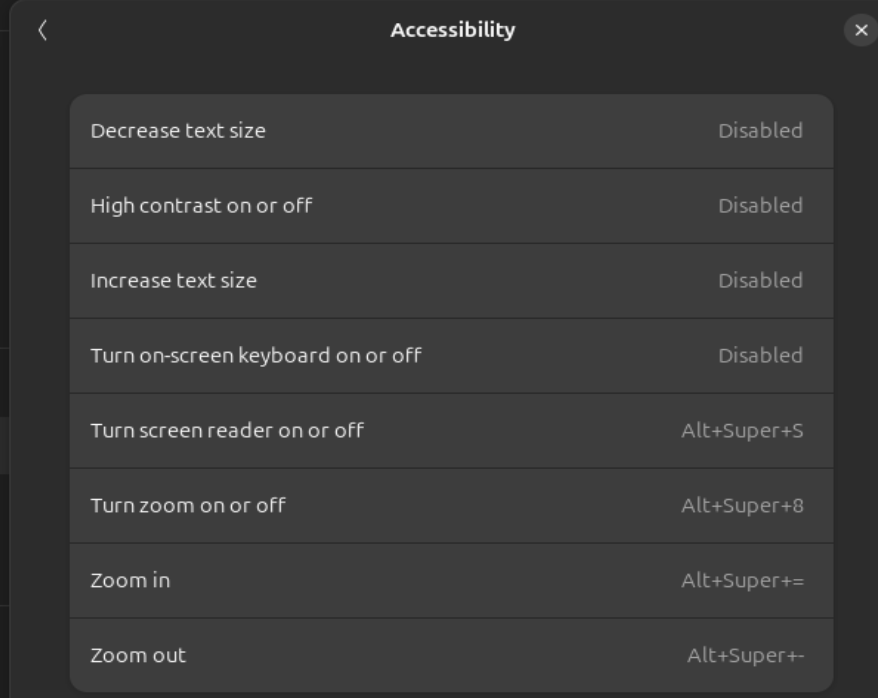 Accessibility
Decrease text size Disabled
High contrast on or off Disabled
Increase text size Disabled
Turn on-screen keyboard on or off Disabled
Turn screen reader on or off Alt+Super+S
Turn zoom on or off Alt+Super+8
Zoom in Alt+Super+=
Zoom out Alt+Super+-